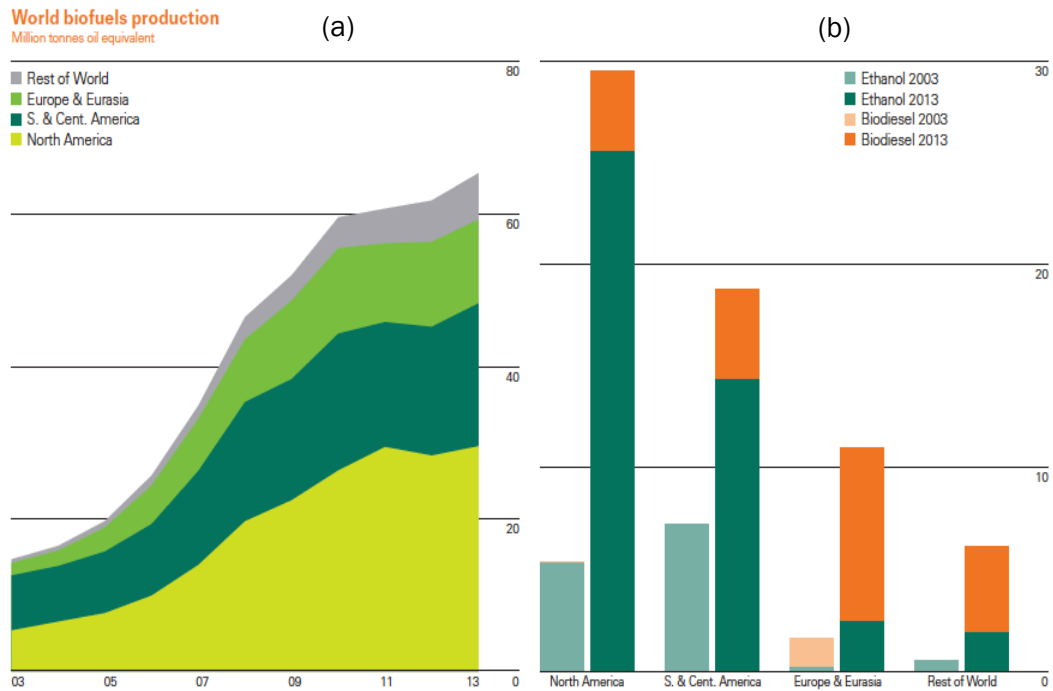 World biofuels production
Million tonnes oil equivalent
(a)
80
Rest of World
Europe & Eurasia
S. & Cent. America
North America
60
40
20
03 05 07 09 11 13 0
(b)
30
Ethanol 2003
Ethanol 2013
Biodiesel 2003
Biodiesel 2013
20
10
North America S. & Cent. America Europe & Eurasia Rest of World 0